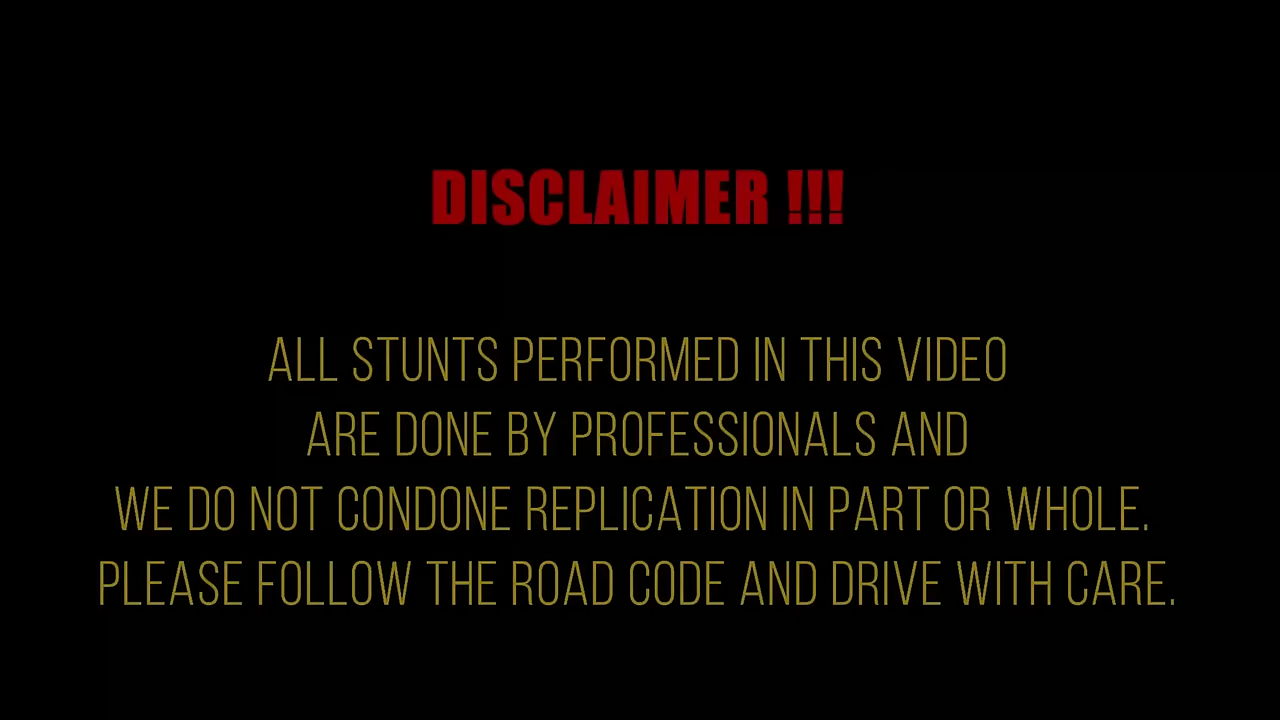 DISCLAIMER !!!
ALL STUNTS PERFORMED IN THIS VIDEO
ARE DONE BY PROFESSIONALS AND
WE DO NOT CONDONE REPLICATION IN PART OR WHOLE.
PLEASE FOLLOW THE ROAD CODE AND DRIVE WITH CARE.